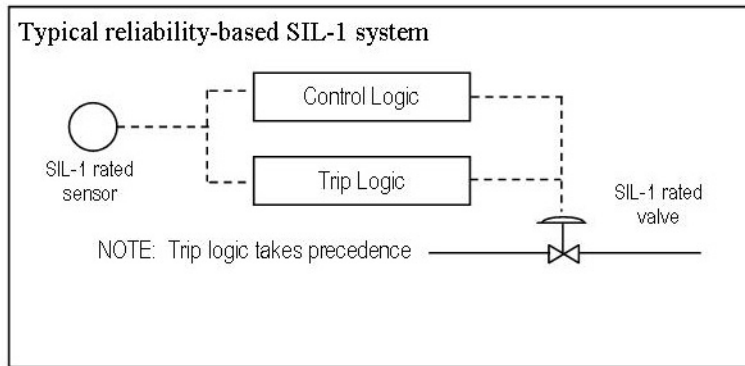 Typical reliability-based SIL-1 system
Control Logic
SIL-1 rated
sensor
Trip Logic
SIL-1 rated
valve
NOTE: Trip logic takes precedence